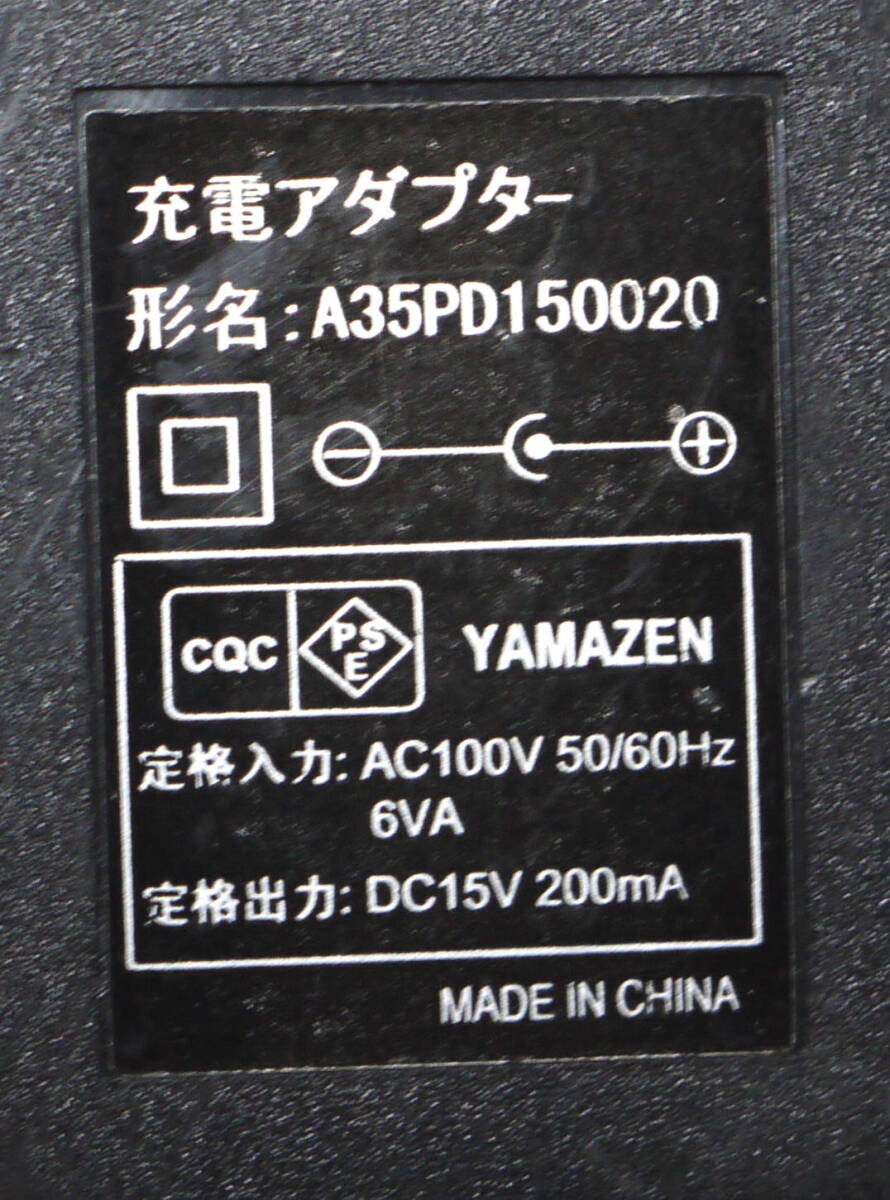 充電アダプター
形名:A35PD150020
CQC
PSE
YAMAZEN
定格入力: AC100V 50/60Hz
6VA
定格出力: DC15V 200mA
MADE IN CHINA